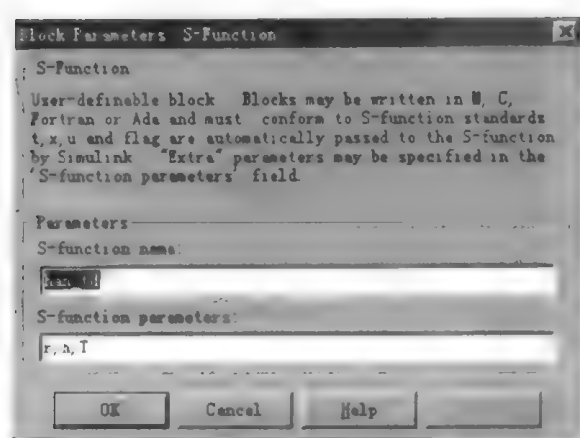 Block Parameters S-Function
S-Function
User-definable block Blocks may be written in M, C,
Fortran or Ada and must conform to S-function standards
t,x,u and flag are automatically passed to the S-function
by Simulink "Extra" parameters may be specified in the
'S-function parameters' field
Parameters
S-function name:
han_td
S-function parameters:
r,h,T
OK Cancel Help